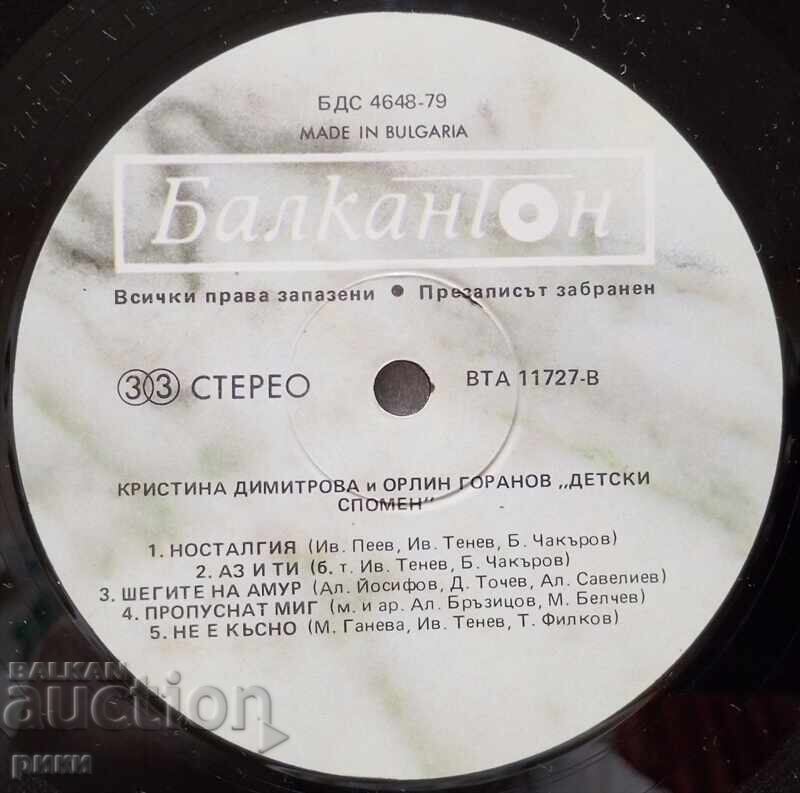 БДС 4648-79
MADE IN BULGARIA
Балкантон
Всички права запазени ● Презаписът забранен
33 СТЕРЕО
ВТА 11727-В
КРИСТИНА ДИМИТРОВА и ОРЛИН ГОРАНОВ „ДЕТСКИ
СПОМЕН“
1. НОСТАЛГИЯ (Ив. Пеев, Ив. Тенев, Б. Чакъров)
2. АЗ И ТИ (б. т. Ив. Тенев, Б. Чакъров)
3. ШЕГИТЕ НА АМУР (Ал. Йосифов, Д. Точев, Ал. Савелиев)
4. ПРОПУСНАТ МИГ (м. и ар. Ал. Бръзицов, М. Белчев)
5. НЕ Е КЪСНО (М. Ганева, Ив. Тенев, Т. Филков)
BALKAN
auction
рики